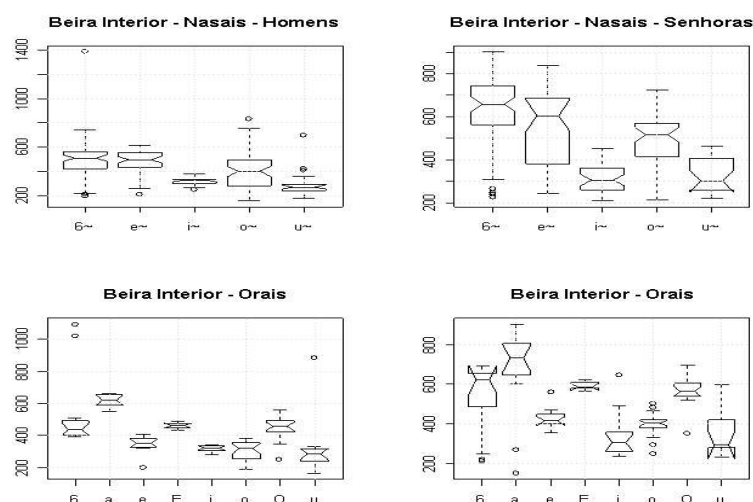 Beira Interior - Nasais - Homens
1400
1000
600
200
6~ e~ i~ o~ u~
Beira Interior - Nasais - Senhoras
800
600
400
200
6~ e~ i~ o~ u~
Beira Interior - Orais
1000
800
600
400
200
6 a e E i o O u
Beira Interior - Orais
800
600
400
200
6 a e E i o O u